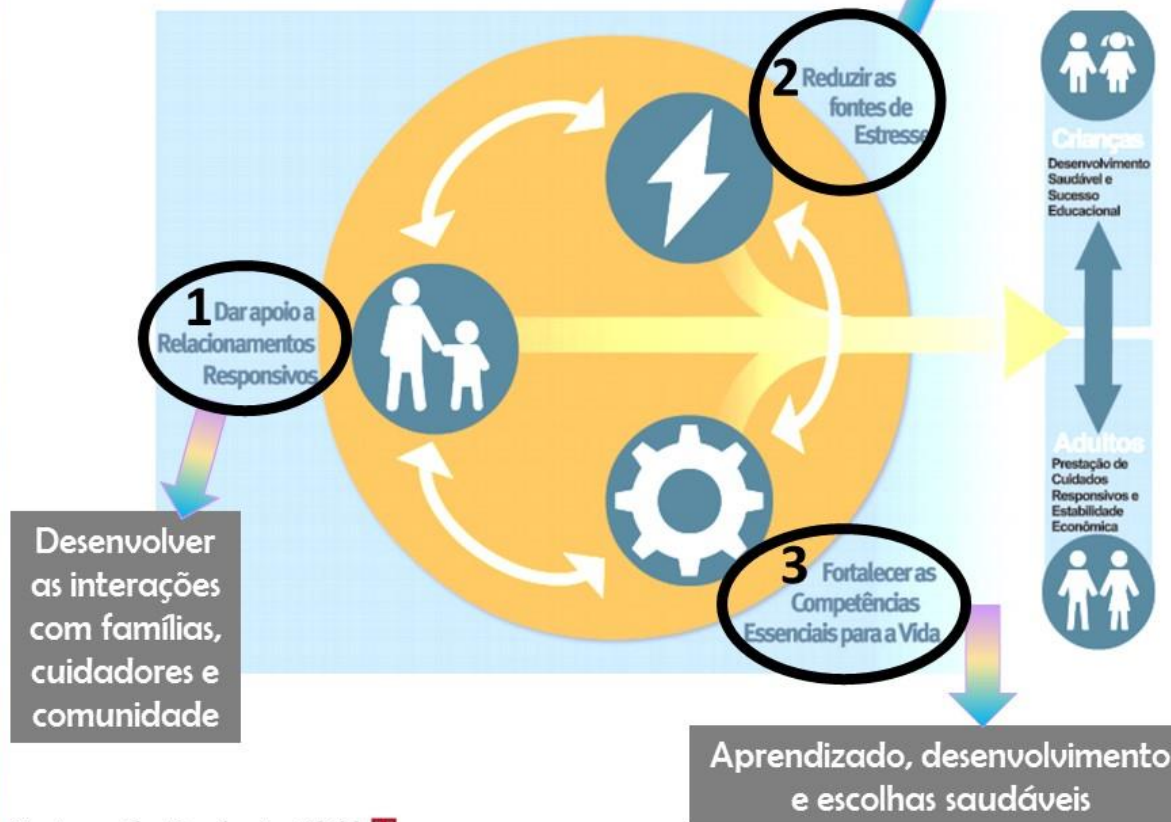 2 Reduzir as
fontes de
Estresse
Crianças
Desenvolvimento
Saudável e
Sucesso
Educacional
1 Dar apoio a
Relacionamentos
Responsivos
Adultos
Prestação de
Cuidados
Responsivos e
Estabilidade
Econômica
3 Fortalecer as
Competências
Essenciais para a Vida
Desenvolver
as interações
com famílias,
cuidadores e
comunidade
Aprendizado, desenvolvimento
e escolhas saudáveis